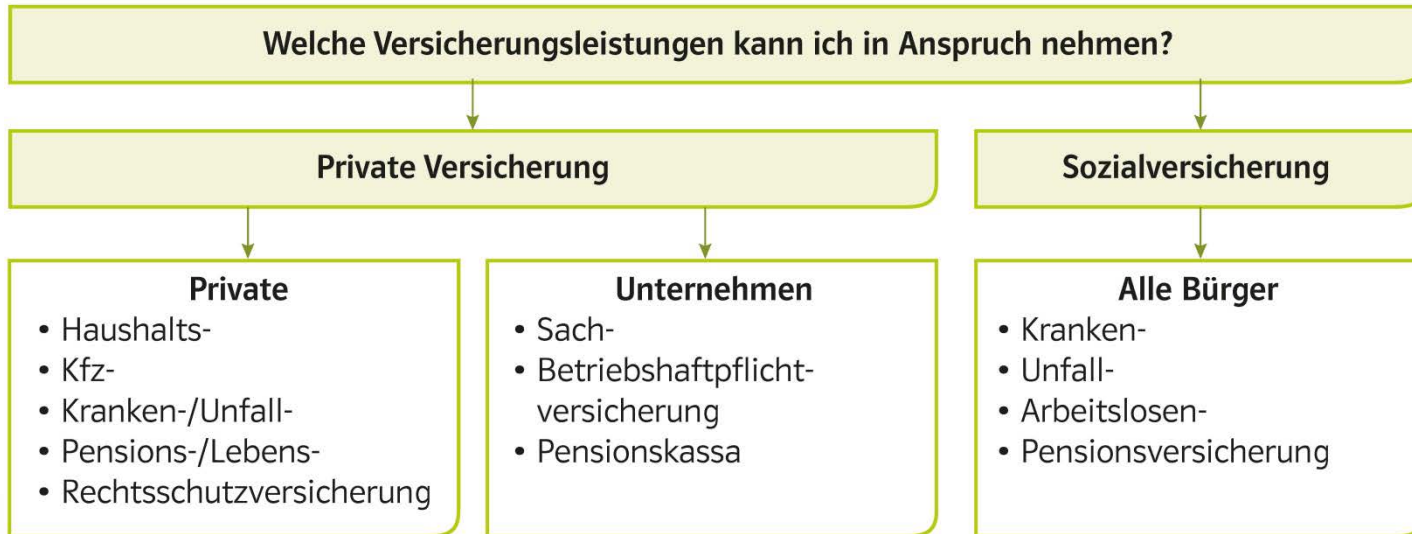 Welche Versicherungsleistungen kann ich in Anspruch nehmen?
Private Versicherung
Sozialversicherung
Private
• Haushalts-
• Kfz-
• Kranken-/Unfall-
• Pensions-/Lebens-
• Rechtsschutzversicherung
Unternehmen
• Sach-
• Betriebshaftpflicht-
versicherung
• Pensionskassa
Alle Bürger
• Kranken-
• Unfall-
• Arbeitslosen-
• Pensionsversicherung